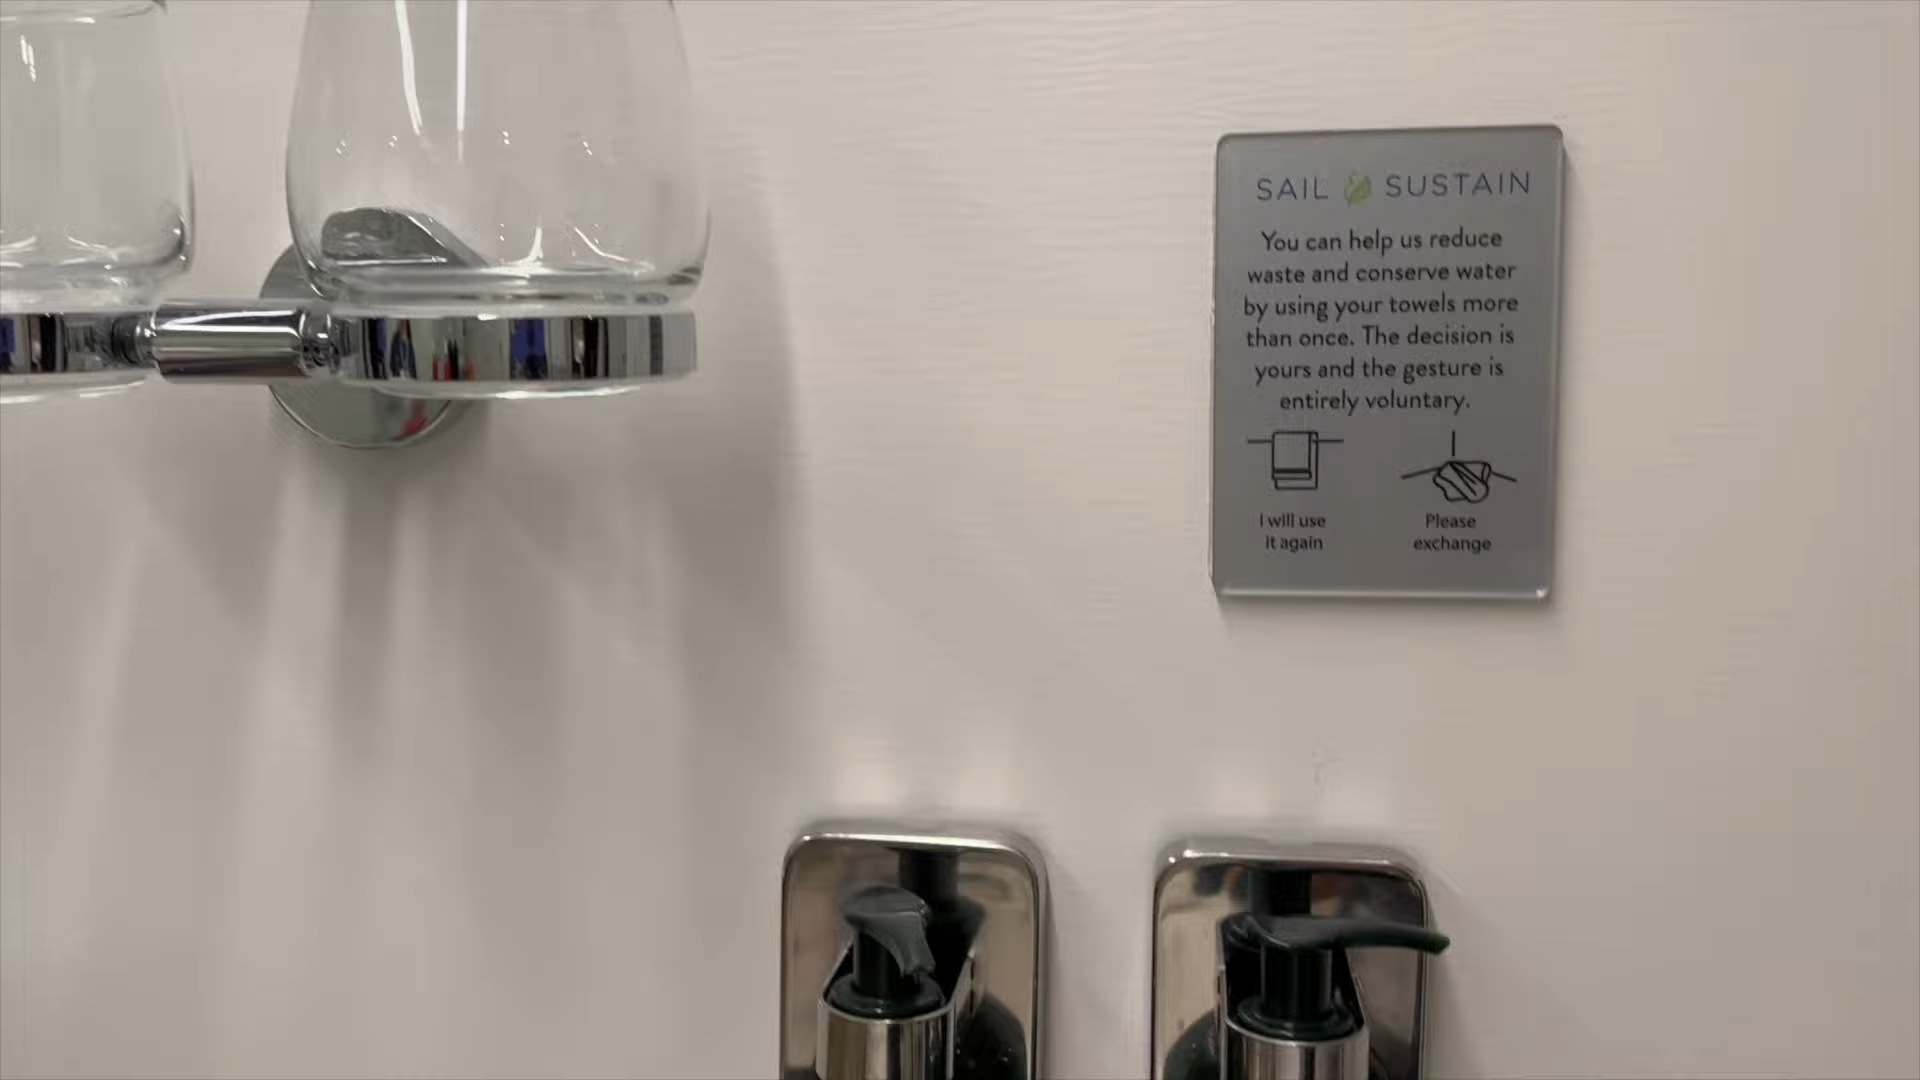 SAIL & SUSTAIN
You can help us reduce
waste and conserve water
by using your towels more
than once. The decision is
yours and the gesture is
entirely voluntary.
I will use
it again
Please
exchange